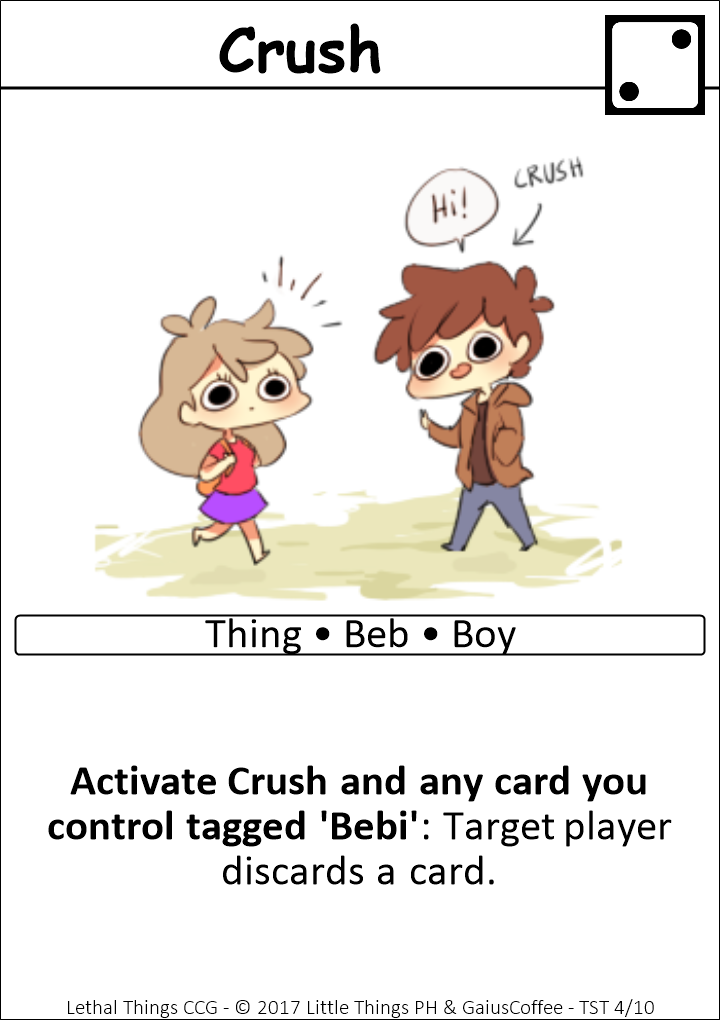 Crush
CRUSH
Hi!
Thing • Beb • Boy
Activate Crush and any card you
control tagged 'Bebi': Target player
discards a card.
Lethal Things CCG - © 2017 Little Things PH & GaiusCoffee - TST 4/10